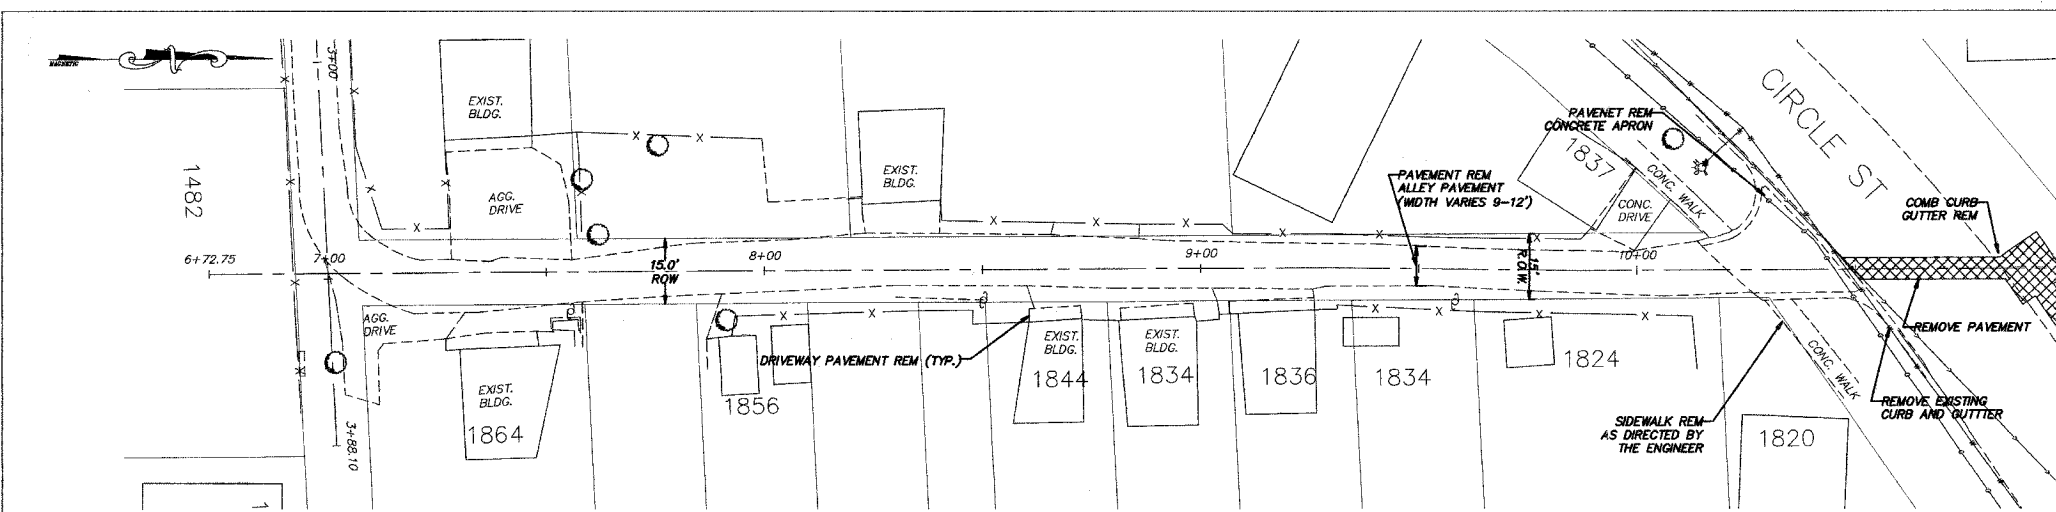 MAGNETIC
3+00
EXIST.
BLDG.
CIRCLE ST
PAVENET REM
CONCRETE APRON
1837
CONC. WALK
1482
AGG.
DRIVE
EXIST.
BLDG.
PAVEMENT REM
ALLEY PAVEMENT
(WIDTH VARIES 9-12')
CONC.
DRIVE
COMB CURB
GUTTER REM
6+72.75
7+00
15.0'
ROW
8+00
9+00
15'
R.O.W.
10+00
AGG.
DRIVE
DRIVEWAY PAVEMENT REM (TYP.)
EXIST.
BLDG.
1844
EXIST.
BLDG.
1834
1836
1834
1824
REMOVE PAVEMENT
CONC. WALK
EXIST.
BLDG.
1864
1856
3+88.10
SIDEWALK REM
AS DIRECTED BY
THE ENGINEER
REMOVE EXISTING
CURB AND GUTTTER
1820